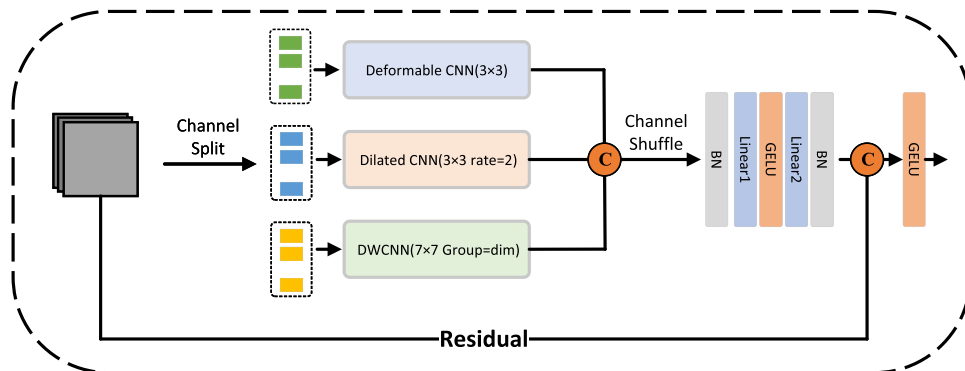 Deformable CNN(3×3)
Channel
Split
Dilated CNN(3×3 rate=2)
DWCNN(7×7 Group=dim)
C
Channel
Shuffle
BN
Linear1
GELU
Linear2
BN
C
GELU
Residual